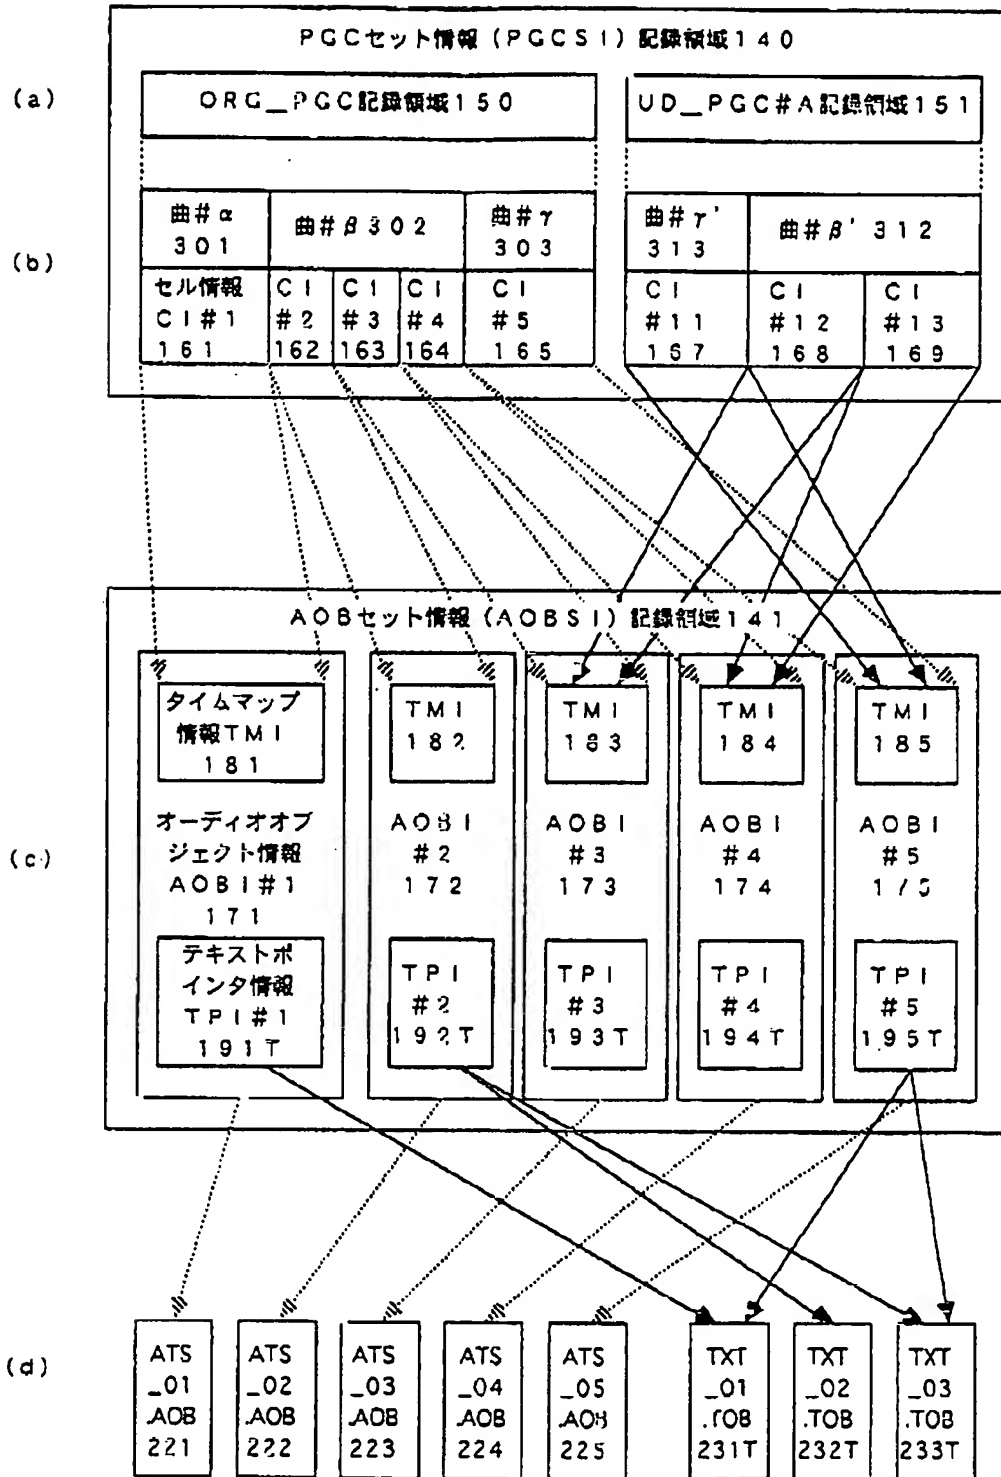 PGCセット情報(PGCSI)記録領域140
(a)
ORG_PGC記録領域150
UD_PGC#A記録領域151
(b)
曲#α
301
曲#β302
曲#γ
303
曲#γ'
313
曲#β'312
セル情報
CI#1
161
CI
#2
162
CI
#3
163
CI
#4
164
CI
#5
165
CI
#11
167
CI
#12
168
CI
#13
169
AOBセット情報(AOBSI)記録領域141
(c)
タイムマップ
情報TMI
181
オーディオオブ
ジェクト情報
AOBI#1
171
テキストポ
インタ情報
TPI#1
191T
TMI
182
AOBI
#2
172
TPI
#2
192T
TMI
183
AOBI
#3
173
TPI
#3
193T
TMI
184
AOBI
#4
174
TPI
#4
194T
TMI
185
AOBI
#5
175
TPI
#5
195T
(d)
ATS
_01
.AOB
221
ATS
_02
.AOB
222
ATS
_03
.AOB
223
ATS
_04
.AOB
224
ATS
_05
.AOB
225
TXT
_01
.TOB
231T
TXT
_02
.TOB
232T
TXT
_03
.TOB
233T